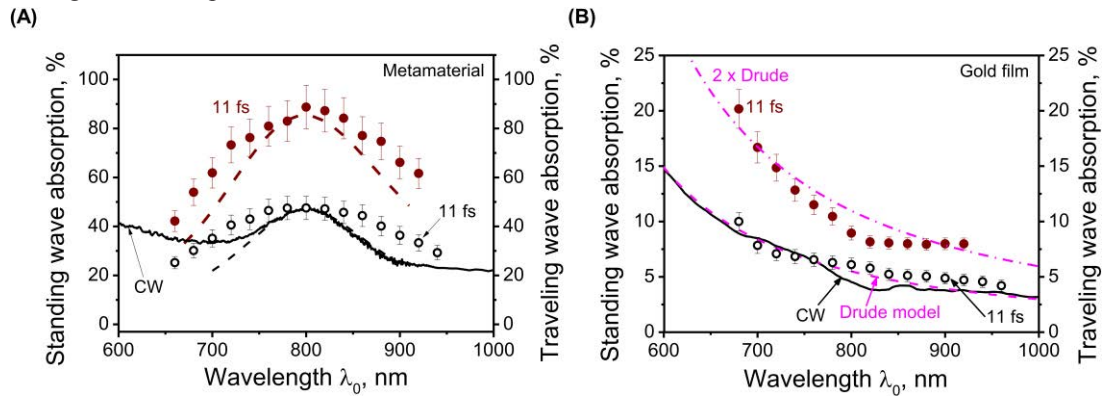 (A)
(B)
Standing wave absorption, %
100
80
60
40
20
0
Metamaterial
11 fs
11 fs
CW
100
80
60
40
20
0
Traveling wave absorption, %
600 700 800 900 1000
Wavelength λ0, nm
Standing wave absorption, %
25
20
15
10
5
0
2 x Drude
Gold film
11 fs
CW
Drude model
11 fs
25
20
15
10
5
0
Traveling wave absorption, %
600 700 800 900 1000
Wavelength λ0, nm